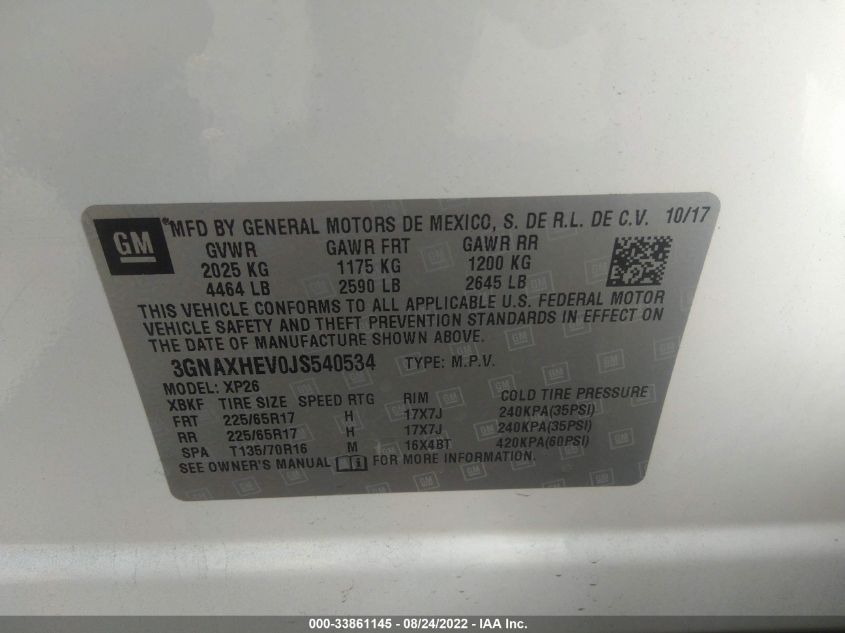 GM *MFD BY GENERAL MOTORS DE MEXICO, S. DE R.L. DE C.V. 10/17
GVWR GAWR FRT GAWR RR
2025 KG 1175 KG 1200 KG
4464 LB 2590 LB 2645 LB
THIS VEHICLE CONFORMS TO ALL APPLICABLE U.S. FEDERAL MOTOR
VEHICLE SAFETY AND THEFT PREVENTION STANDARDS IN EFFECT ON
THE DATE OF MANUFACTURE SHOWN ABOVE.
3GNAXHEV0JS540534 TYPE: M.P.V.
MODEL: XP26
XBKF TIRE SIZE SPEED RTG RIM COLD TIRE PRESSURE
FRT 225/65R17 H 17X7J 240KPA(35PSI)
RR 225/65R17 H 17X7J 240KPA(35PSI)
SPA T135/70R16 M 16X4BT 420KPA(60PSI)
SEE OWNER'S MANUAL FOR MORE INFORMATION.
000-33861145 - 08/24/2022 - IAA Inc.